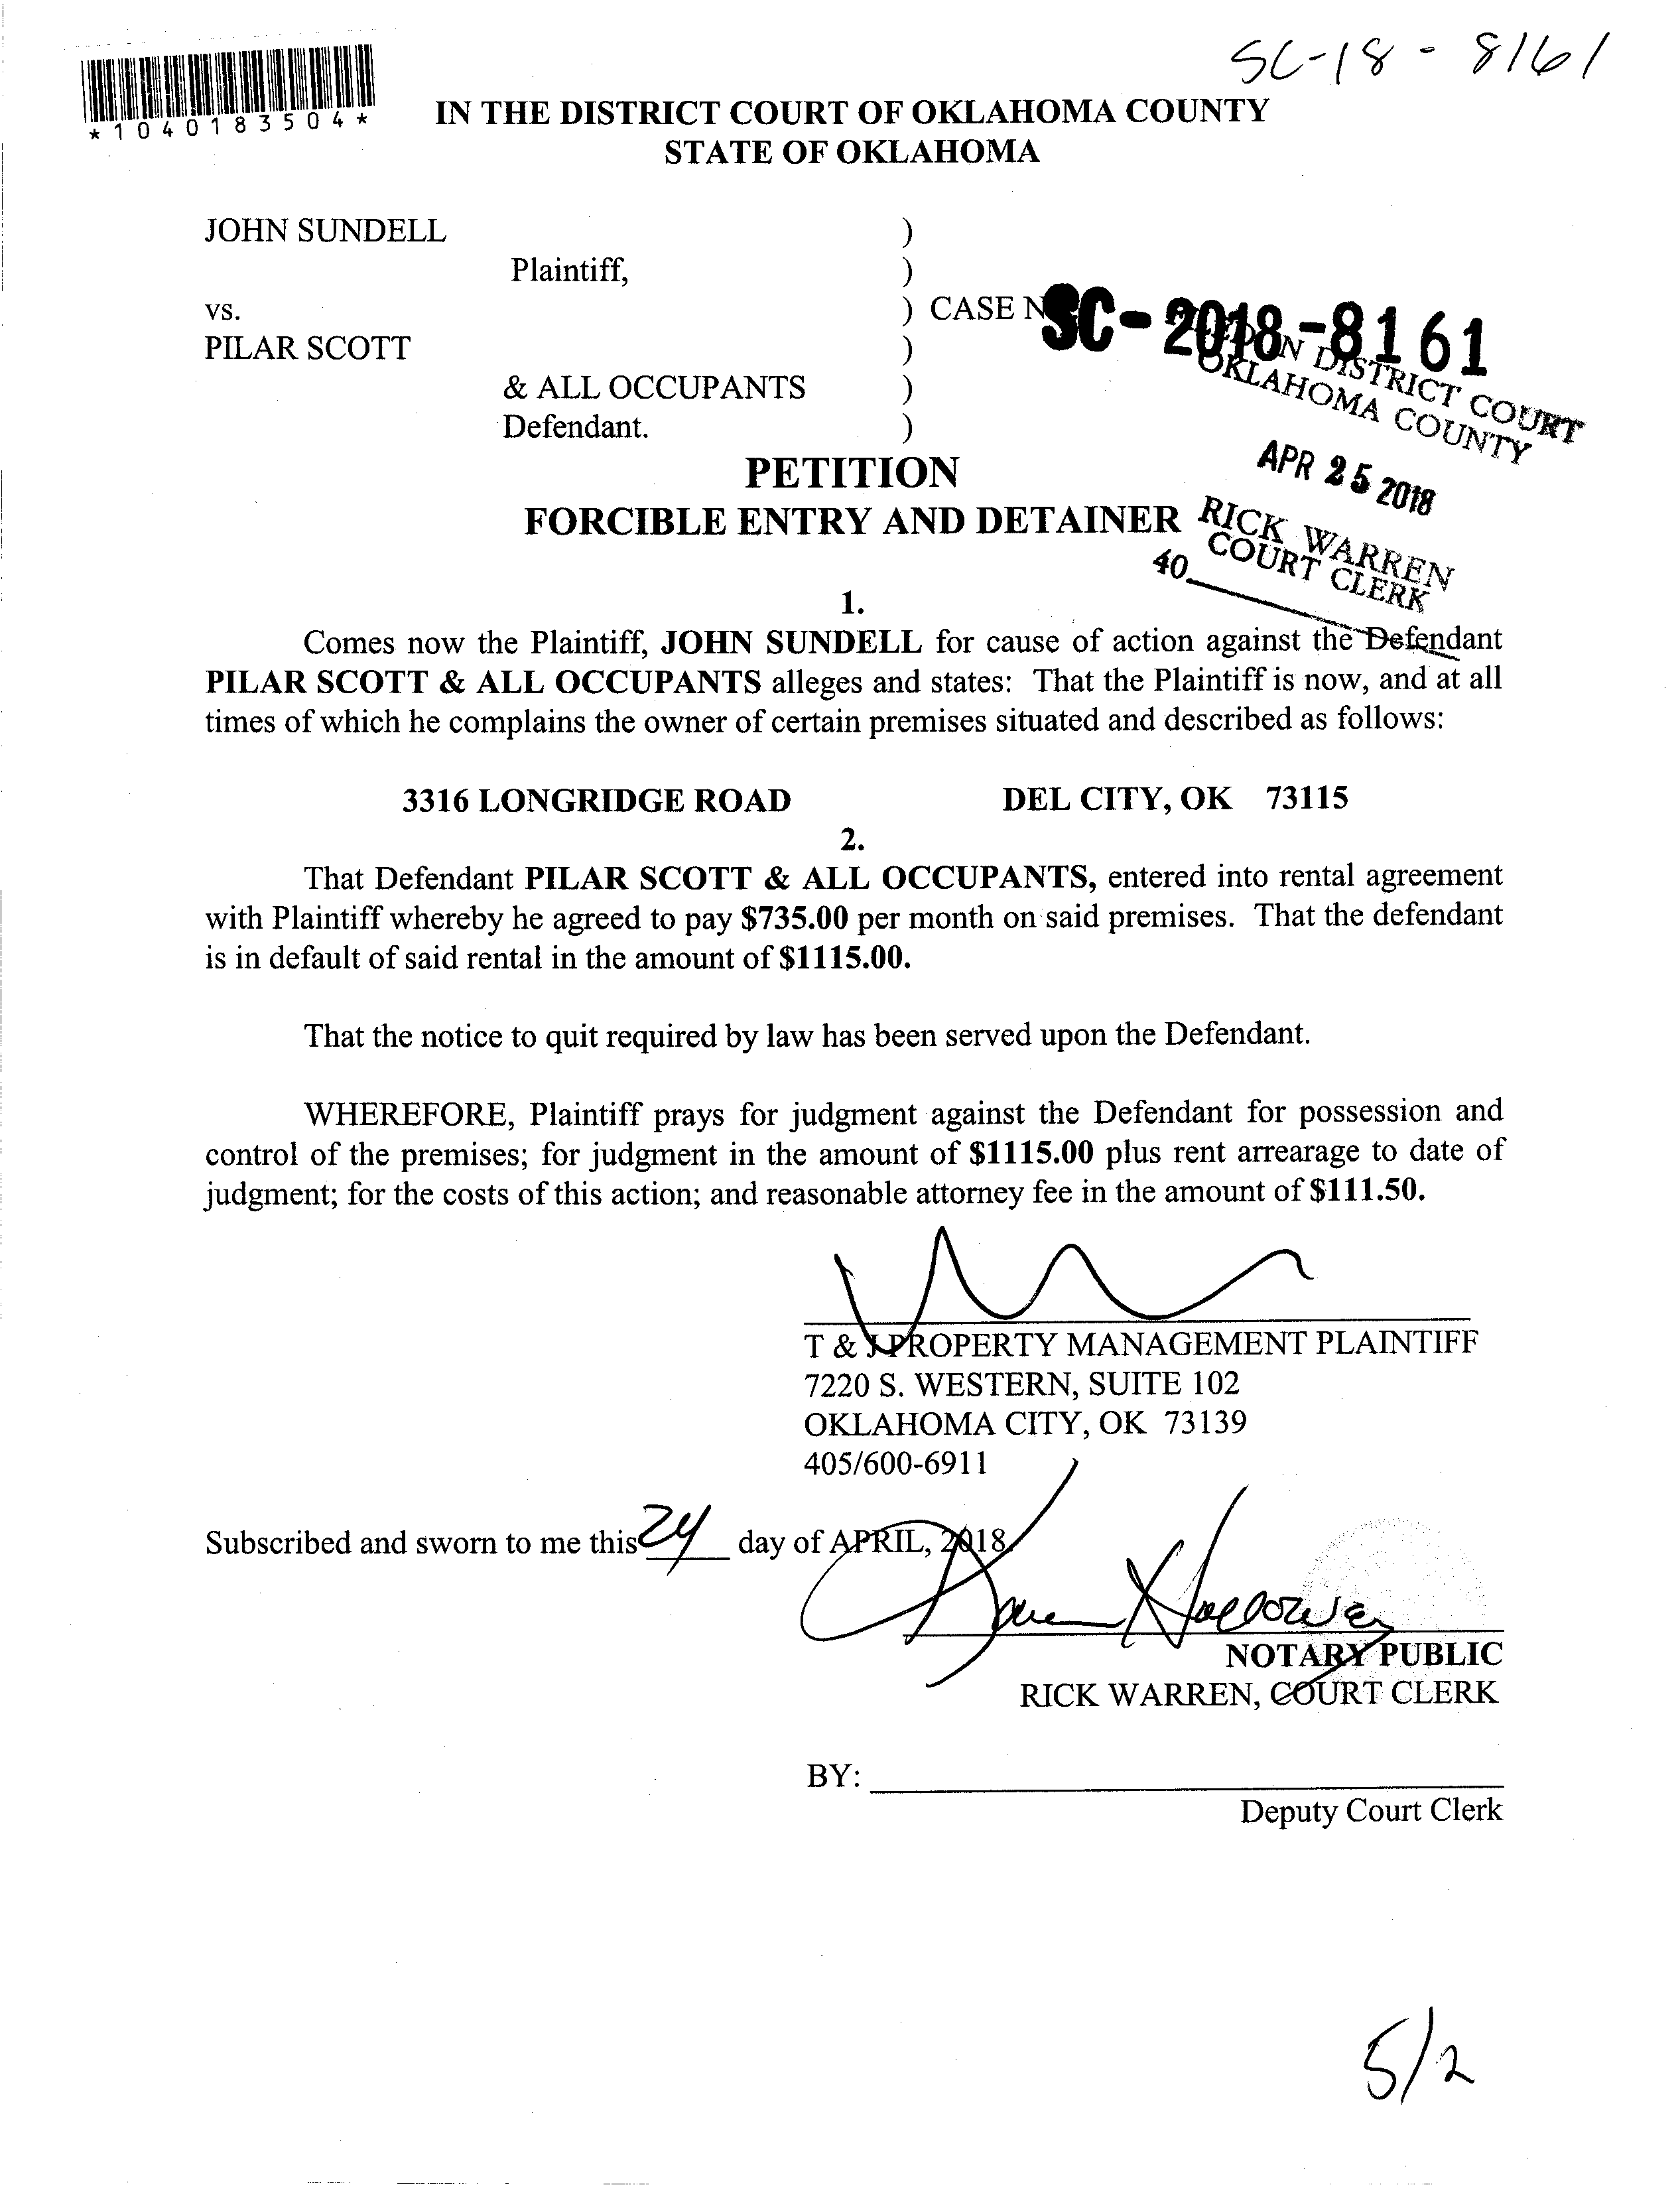 SC-18-8161
*1040183504*
IN THE DISTRICT COURT OF OKLAHOMA COUNTY
STATE OF OKLAHOMA
JOHN SUNDELL )
Plaintiff, )
vs. ) CASE N SC-2018-8161
PILAR SCOTT )
& ALL OCCUPANTS )
Defendant. )
IN DISTRICT COURT
OKLAHOMA COUNTY
PETITION
APR 25 2018
FORCIBLE ENTRY AND DETAINER
RICK WARREN
COURT CLERK
40
1.
Comes now the Plaintiff, JOHN SUNDELL for cause of action against the Defendant
PILAR SCOTT & ALL OCCUPANTS alleges and states: That the Plaintiff is now, and at all
times of which he complains the owner of certain premises situated and described as follows:
3316 LONGRIDGE ROAD DEL CITY, OK 73115
2.
That Defendant PILAR SCOTT & ALL OCCUPANTS, entered into rental agreement
with Plaintiff whereby he agreed to pay $735.00 per month on said premises. That the defendant
is in default of said rental in the amount of $1115.00.
That the notice to quit required by law has been served upon the Defendant.
WHEREFORE, Plaintiff prays for judgment against the Defendant for possession and
control of the premises; for judgment in the amount of $1115.00 plus rent arrearage to date of
judgment; for the costs of this action; and reasonable attorney fee in the amount of $111.50.
T & J PROPERTY MANAGEMENT PLAINTIFF
7220 S. WESTERN, SUITE 102
OKLAHOMA CITY, OK 73139
405/600-6911
Subscribed and sworn to me this 24 day of APRIL, 2018.
Karen Holloway
NOTARY PUBLIC
RICK WARREN, COURT CLERK
BY:
Deputy Court Clerk
5/2